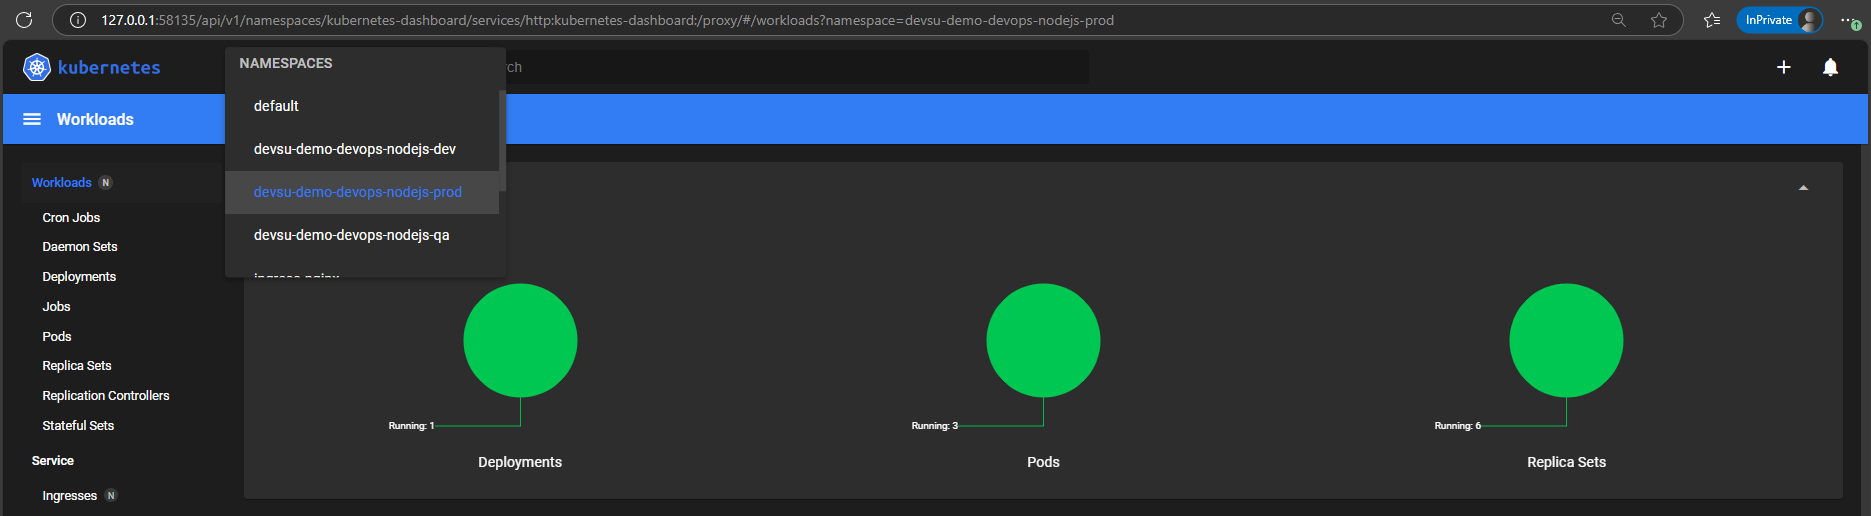 127.0.0.1:58135/api/v1/namespaces/kubernetes-dashboard/services/http:kubernetes-dashboard:/proxy/#/workloads?namespace=devsu-demo-devops-nodejs-prod
InPrivate
kubernetes
NAMESPACES
rch
default
Workloads
devsu-demo-devops-nodejs-dev
devsu-demo-devops-nodejs-prod
devsu-demo-devops-nodejs-qa
Workloads N
Cron Jobs
Daemon Sets
Deployments
Jobs
Pods
Replica Sets
Replication Controllers
Stateful Sets
Service
Ingresses N
Running: 1
Running: 3
Running: 6
Deployments
Pods
Replica Sets